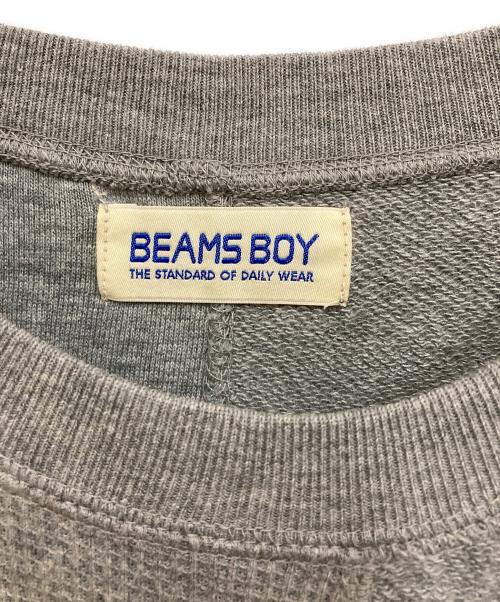 BEAMS BOY
THE STANDARD OF DAILY WEAR